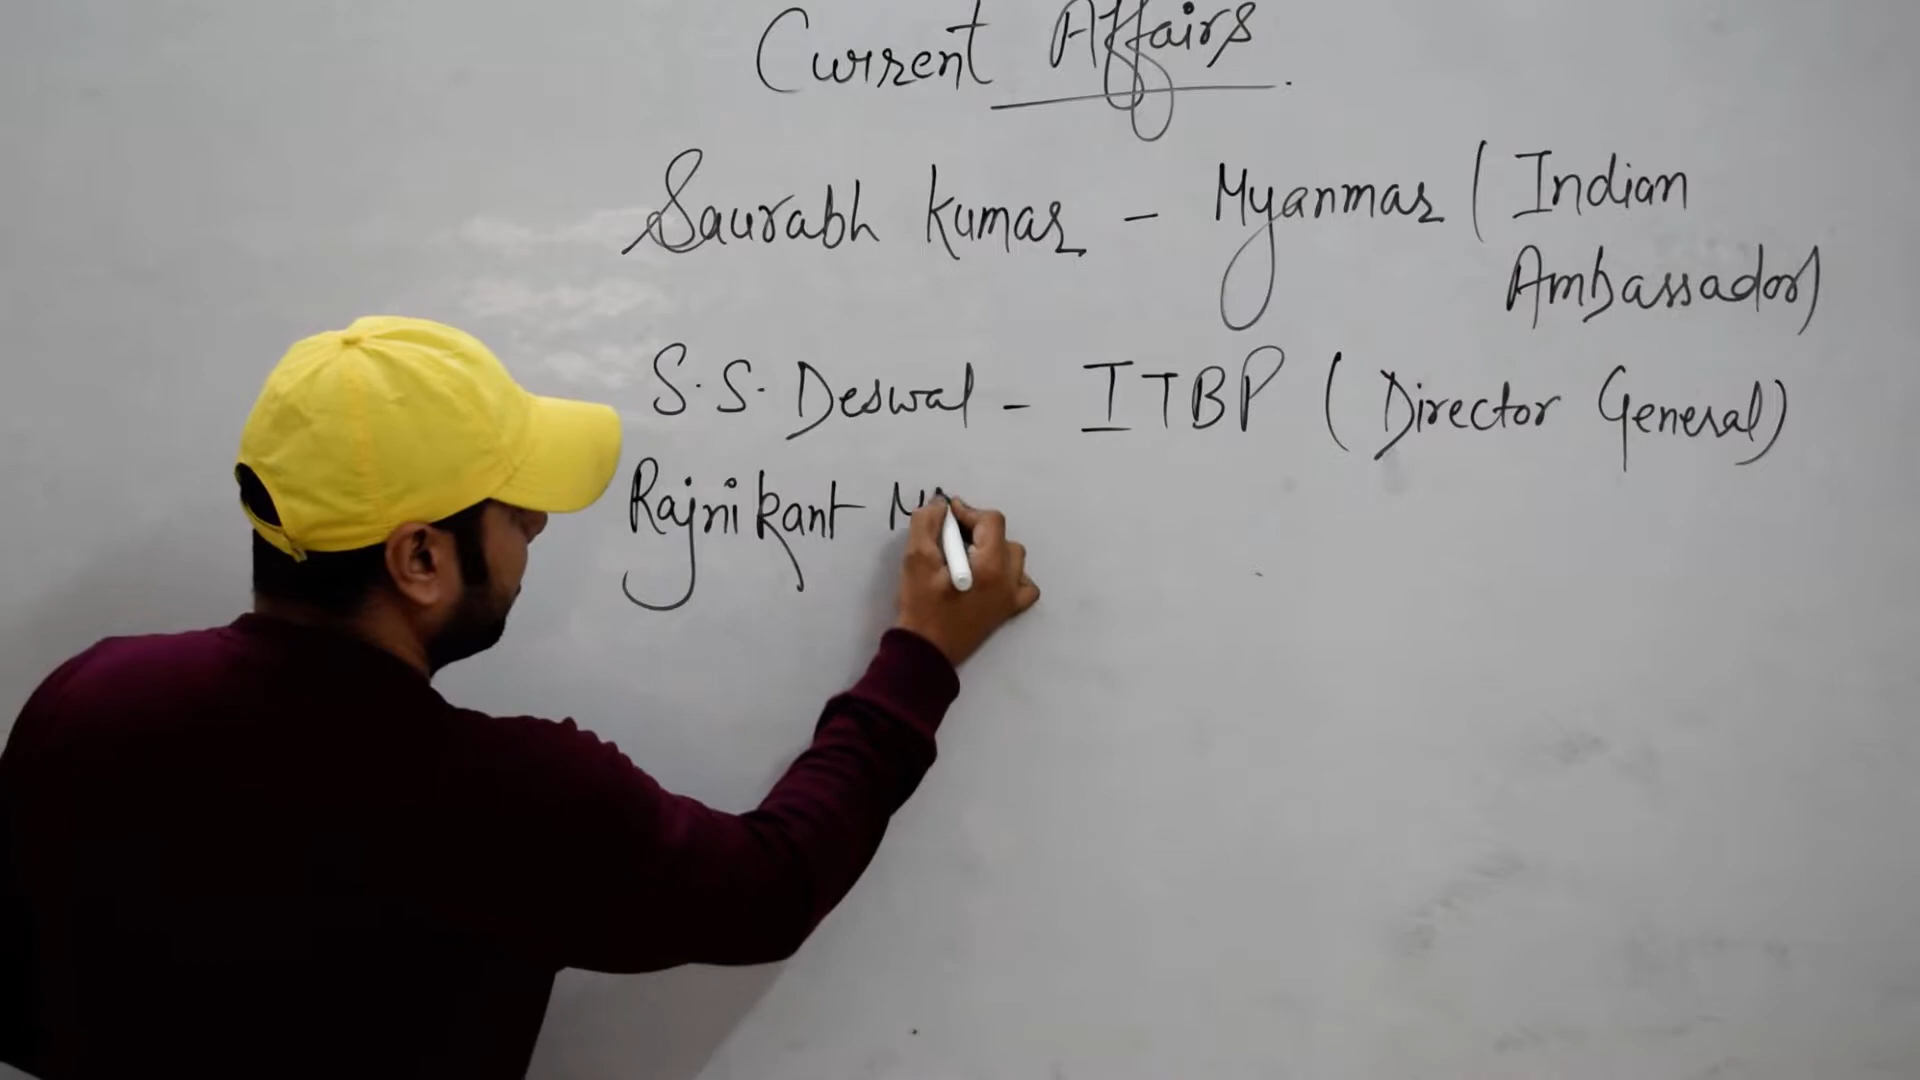 Current Affairs.
Saurabh Kumar - Myanmar (Indian
Ambassador)
S.S. Deswal - ITBP (Director General)
Rajnikant